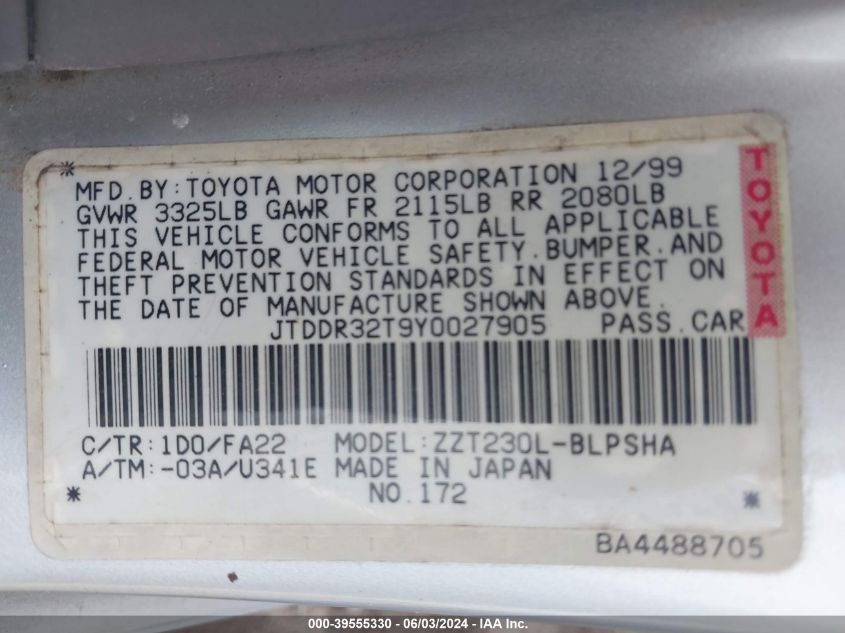 MFD. BY: TOYOTA MOTOR CORPORATION 12/99
GVWR 3325LB GAWR FR 2115LB RR 2080LB
THIS VEHICLE CONFORMS TO ALL APPLICABLE
FEDERAL MOTOR VEHICLE SAFETY. BUMPER. AND
THEFT PREVENTION STANDARDS IN EFFECT ON
THE DATE OF MANUFACTURE SHOWN ABOVE.
JTDDR32T9Y0027905 PASS. CAR
TOYOTA
C/TR: 1D0/FA22 MODEL: ZZT230L-BLPSHA
A/TM: -03A/U341E MADE IN JAPAN
NO. 172
BA4488705
000-39555330 - 06/03/2024 - IAA Inc.